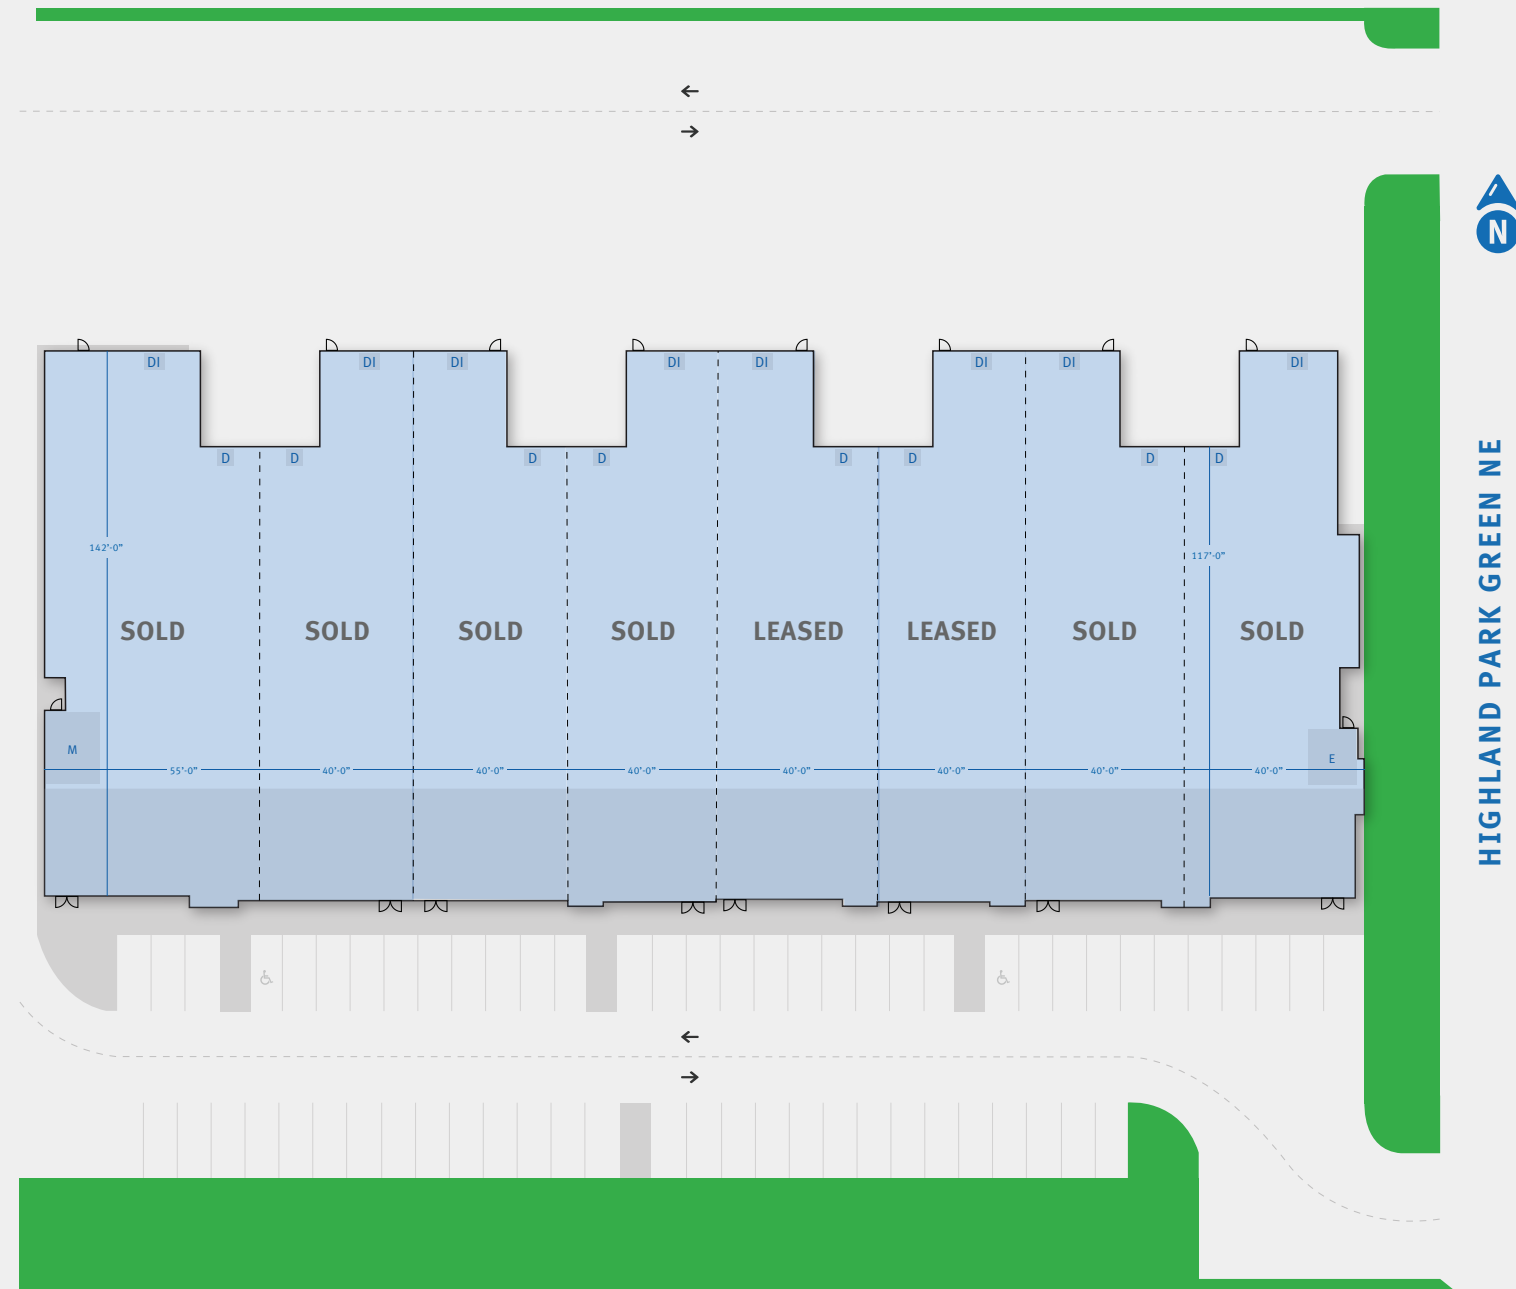 N
HIGHLAND PARK GREEN NE
DI DI DI DI DI DI DI DI
D D D D D D D D
142'-0"
117'-0"
SOLD SOLD SOLD SOLD LEASED LEASED SOLD SOLD
M
E
55'-0" 40'-0" 40'-0" 40'-0" 40'-0" 40'-0" 40'-0" 40'-0"